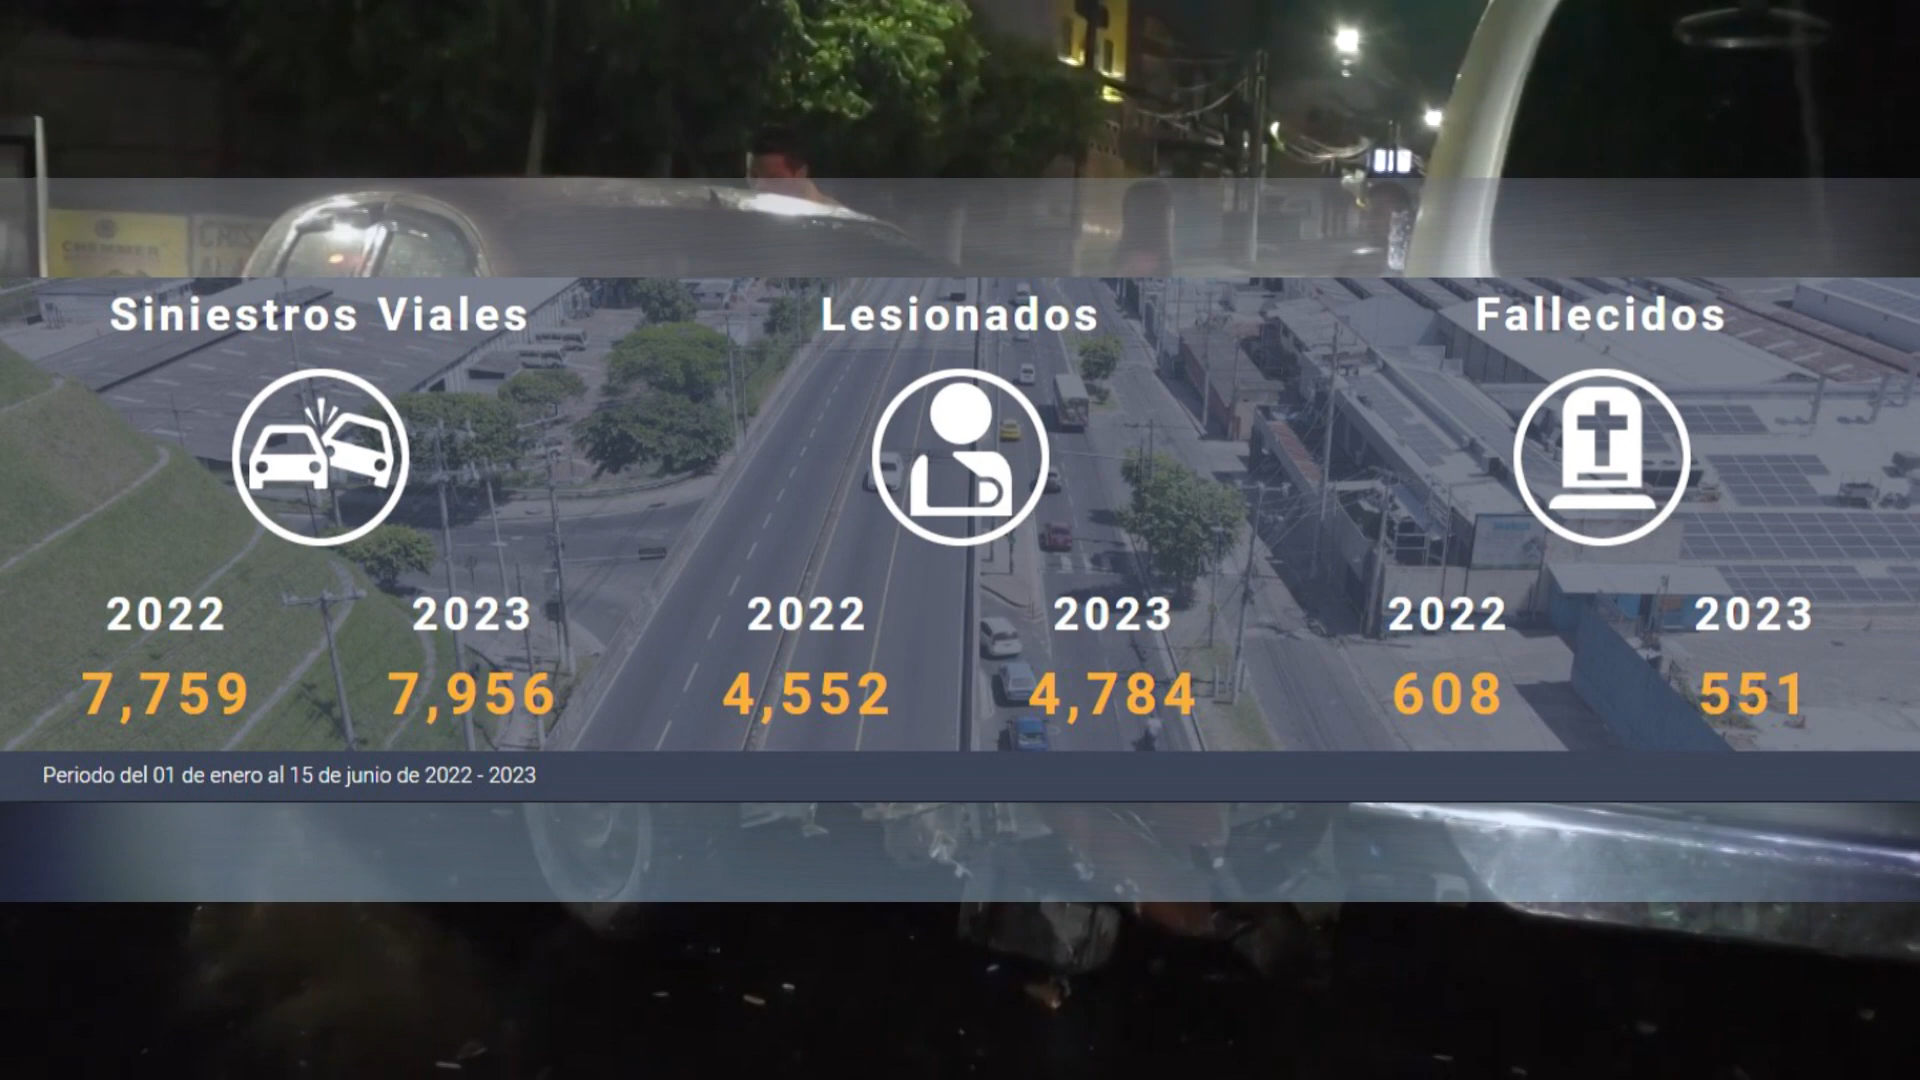 Siniestros Viales
2022 2023
7,759 7,956
Lesionados
2022 2023
4,552 4,784
Fallecidos
2022 2023
608 551
Periodo del 01 de enero al 15 de junio de 2022 - 2023